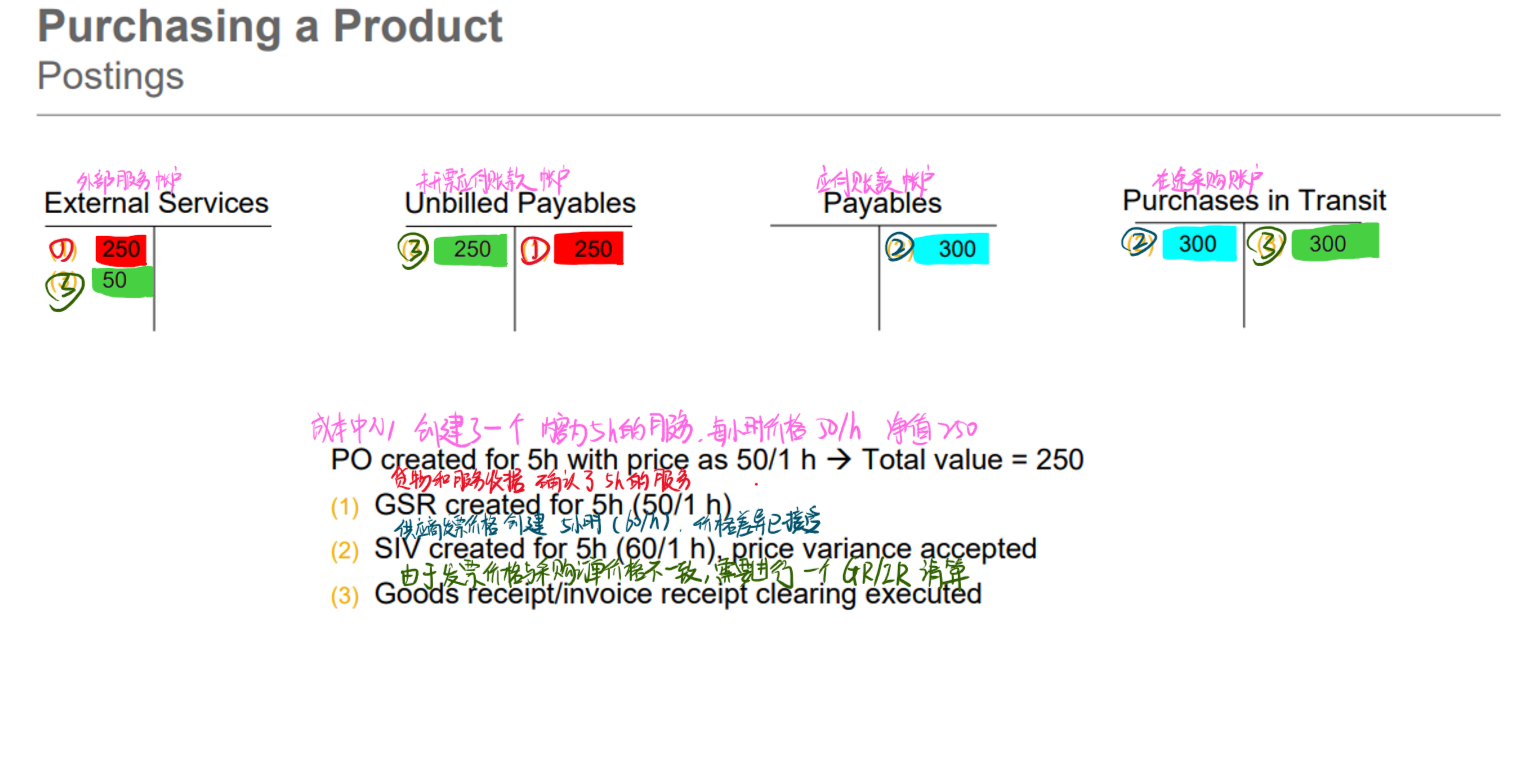 Purchasing a Product
Postings
外部服务帐户
未开票应付账款 帐户
应付账款 帐户
在途采购账户
External Services
Unbilled Payables
Payables
Purchases in Transit
① 250
③ 250 ① 250
② 300
② 300 ③ 300
③ 50
成本中心1 创建了一个 5h的服务,每小时价格 50/h 净值250
PO created for 5h with price as 50/1 h → Total value = 250
货物和服务收据 确认了5h的服务
(1) GSR created for 5h (50/1 h)
供应商发票价格 创建 5小时 (60/h). 价格差异已接受
(2) SIV created for 5h (60/1 h), price variance accepted
由于发票价格与采购订单价格不一致,需要进行一个 GR/IR 清算
(3) Goods receipt/invoice receipt clearing executed